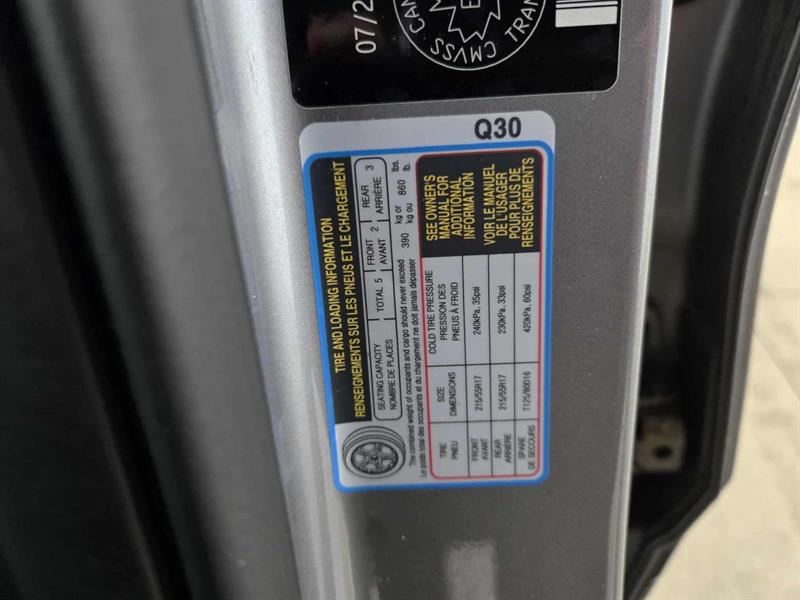 07/2
CMVSS
TRAN
Q30
TIRE AND LOADING INFORMATION
RENSEIGNEMENTS SUR LES PNEUS ET LE CHARGEMENT
SEATING CAPACITY TOTAL 5 FRONT 2 REAR 3
NOMBRE DE PLACES AVANT ARRIÈRE
The combined weight of occupants and cargo should never exceed 390 kg or 860 lbs.
Le poids total des occupants et du chargement ne doit jamais dépasser kg ou lb.
TIRE SIZE COLD TIRE PRESSURE
PNEU DIMENSIONS PRESSION DES
PNEUS À FROID
FRONT 215/55R17 240kPa, 35psi
AVANT
REAR 215/55R17 230kPa, 33psi
ARRIÈRE
SPARE T125/80D16 420kPa, 60psi
DE SECOURS
SEE OWNER'S
MANUAL FOR
ADDITIONAL
INFORMATION
VOIR LE MANUEL
DE L'USAGER
POUR PLUS DE
RENSEIGNEMENTS